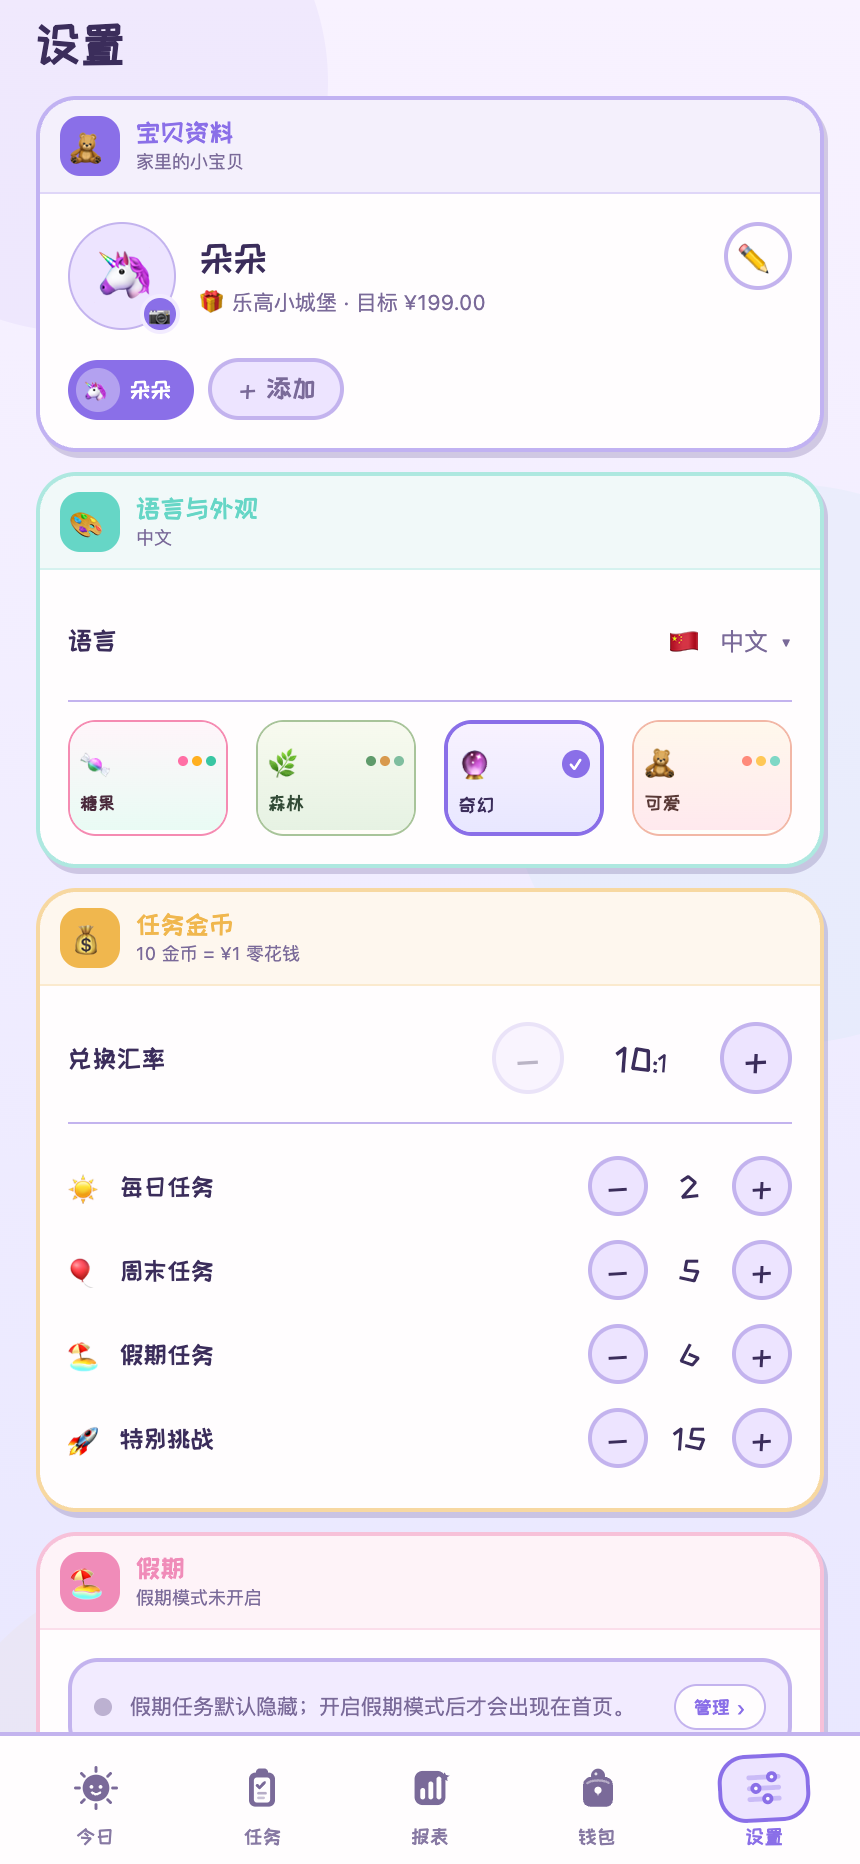 设置
宝贝资料
家里的小宝贝
朵朵
乐高小城堡 · 目标 ¥199.00
朵朵
+ 添加
语言与外观
中文
语言
中文 ▾
糖果
森林
奇幻
可爱
任务金币
10 金币 = ¥1 零花钱
兑换汇率
− 10:1 +
每日任务
− 2 +
周末任务
− 5 +
假期任务
− 6 +
特别挑战
− 15 +
假期
假期模式未开启
假期任务默认隐藏；开启假期模式后才会出现在首页。
管理 ›
今日
任务
报表
钱包
设置